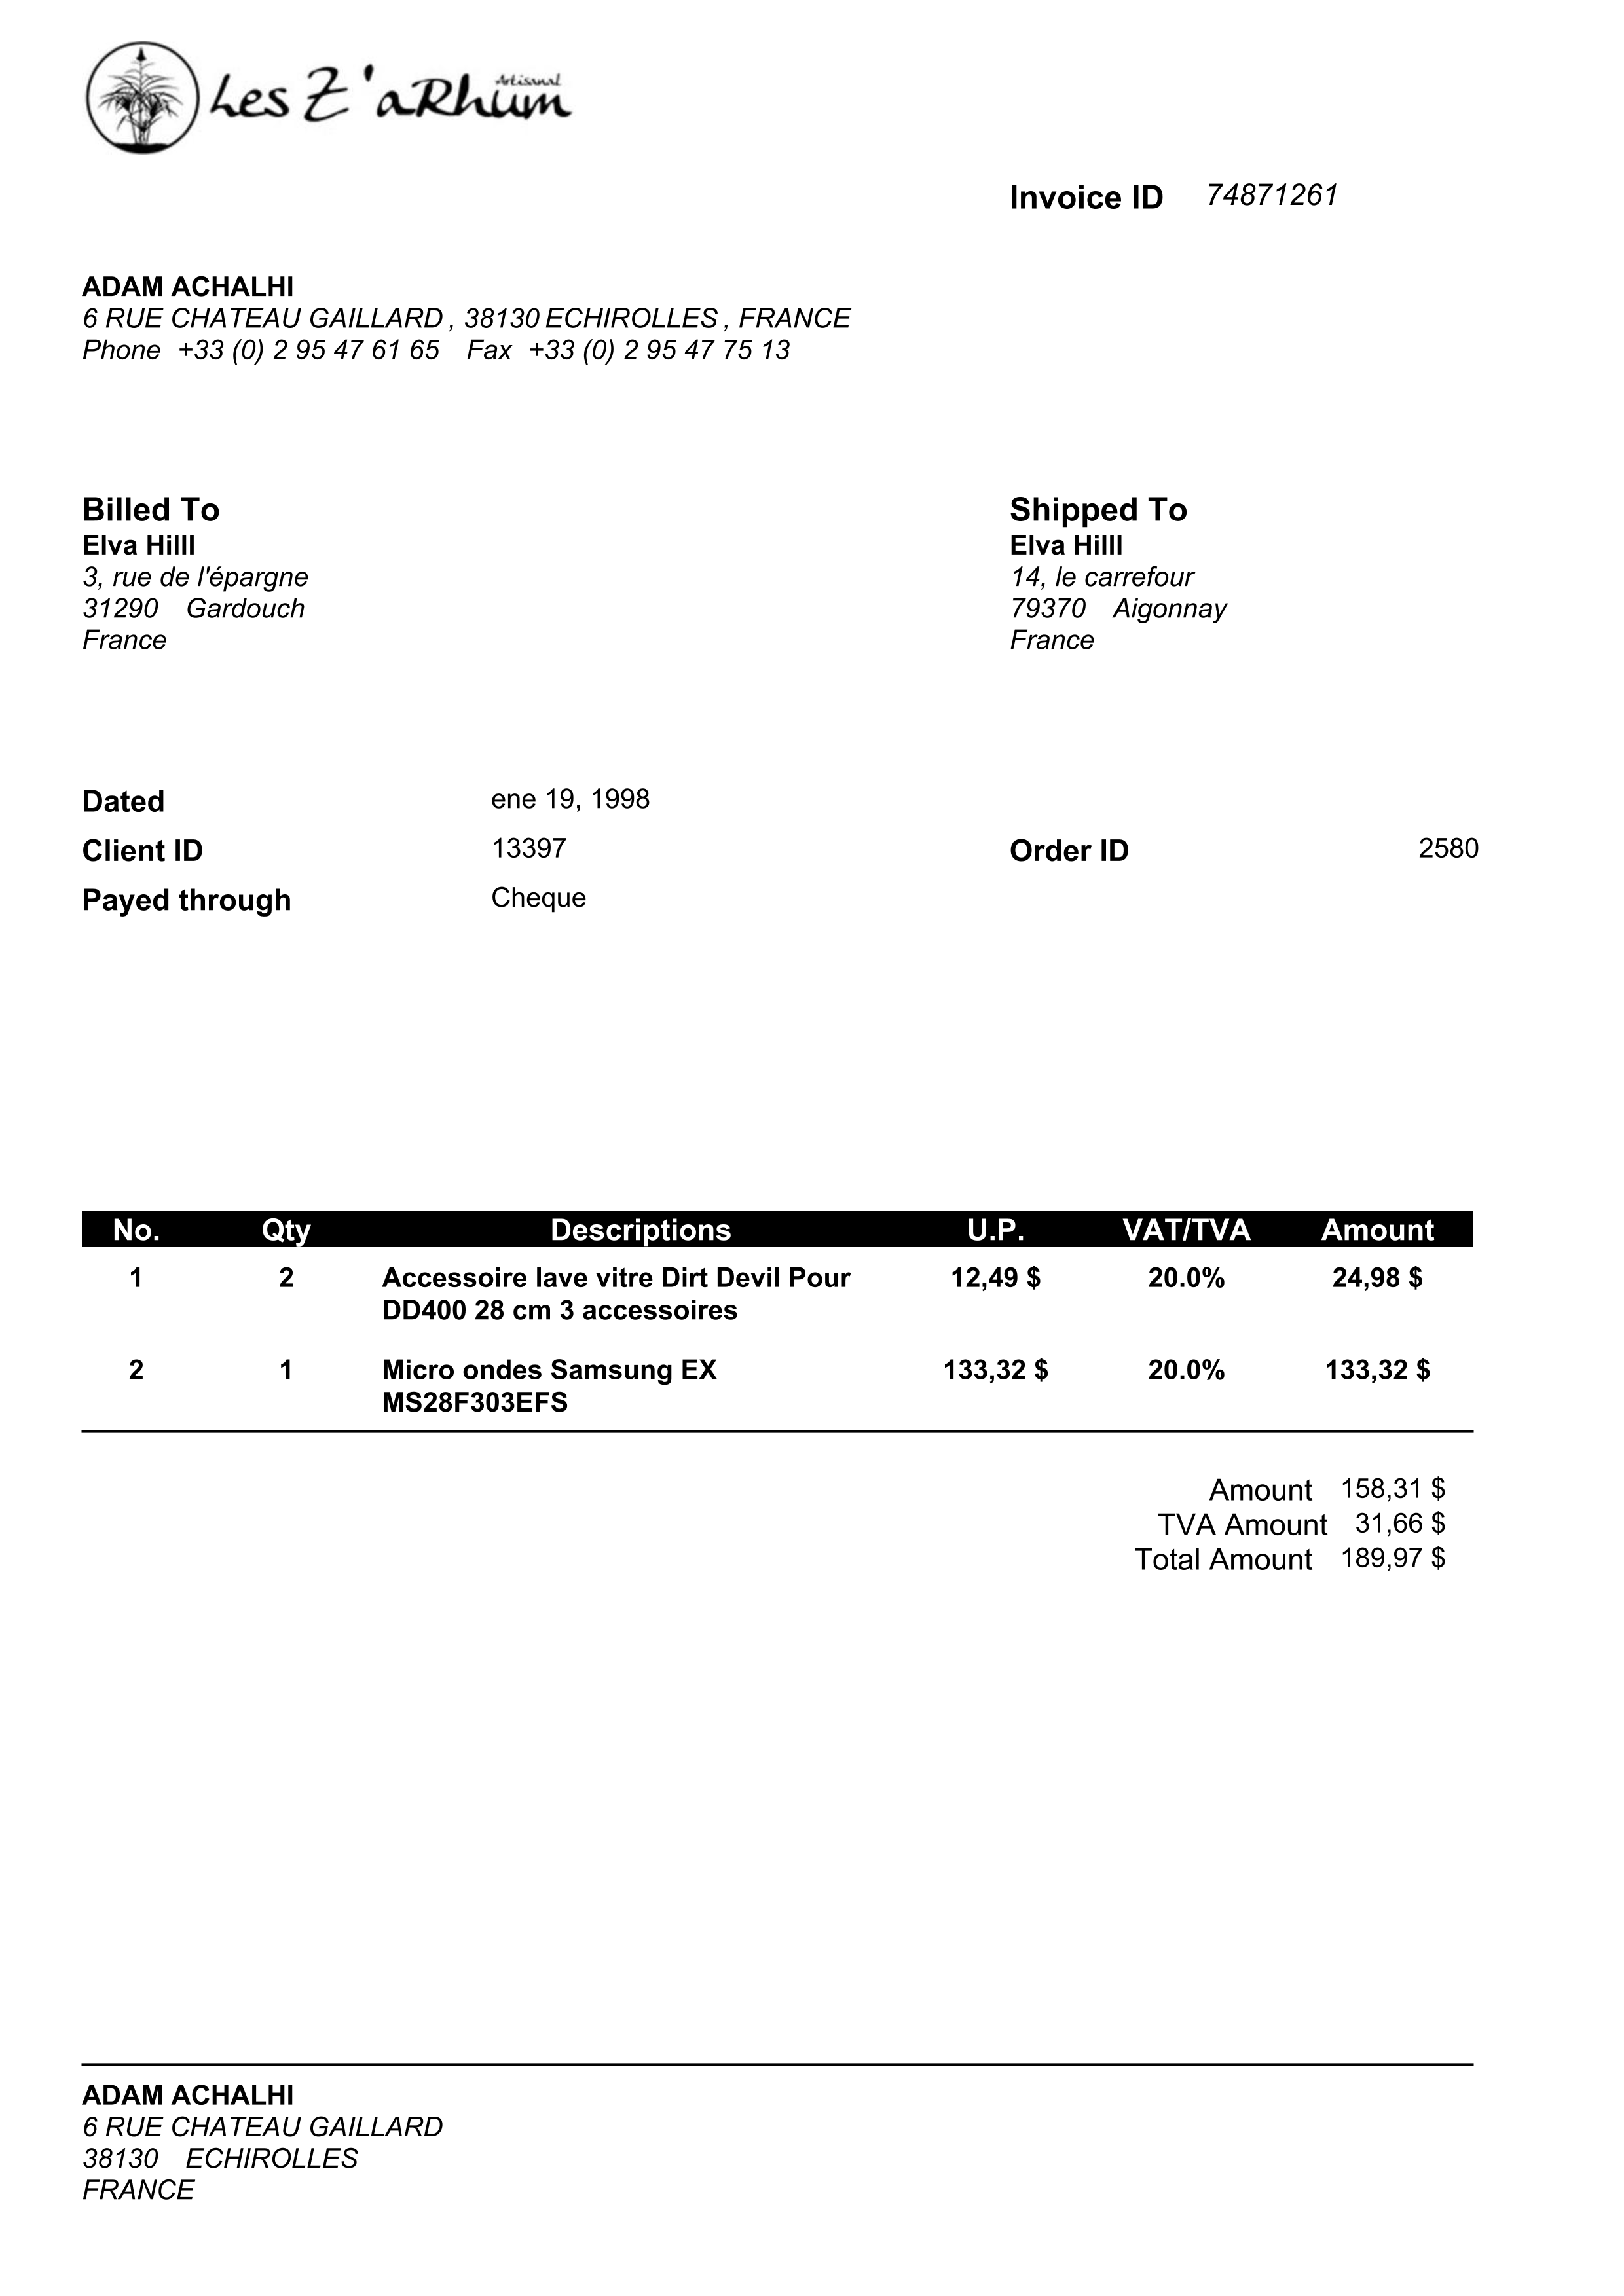 Les Z'aRhum Artisanal
Invoice ID 74871261
ADAM ACHALHI
6 RUE CHATEAU GAILLARD , 38130 ECHIROLLES , FRANCE
Phone +33 (0) 2 95 47 61 65 Fax +33 (0) 2 95 47 75 13
Billed To
Elva Hilll
3, rue de l'épargne
31290 Gardouch
France
Shipped To
Elva Hilll
14, le carrefour
79370 Aigonnay
France
Dated ene 19, 1998
Client ID 13397 Order ID 2580
Payed through Cheque
No. Qty Descriptions U.P. VAT/TVA Amount
1 2 Accessoire lave vitre Dirt Devil Pour 12,49 $ 20.0% 24,98 $
DD400 28 cm 3 accessoires
2 1 Micro ondes Samsung EX 133,32 $ 20.0% 133,32 $
MS28F303EFS
Amount 158,31 $
TVA Amount 31,66 $
Total Amount 189,97 $
ADAM ACHALHI
6 RUE CHATEAU GAILLARD
38130 ECHIROLLES
FRANCE